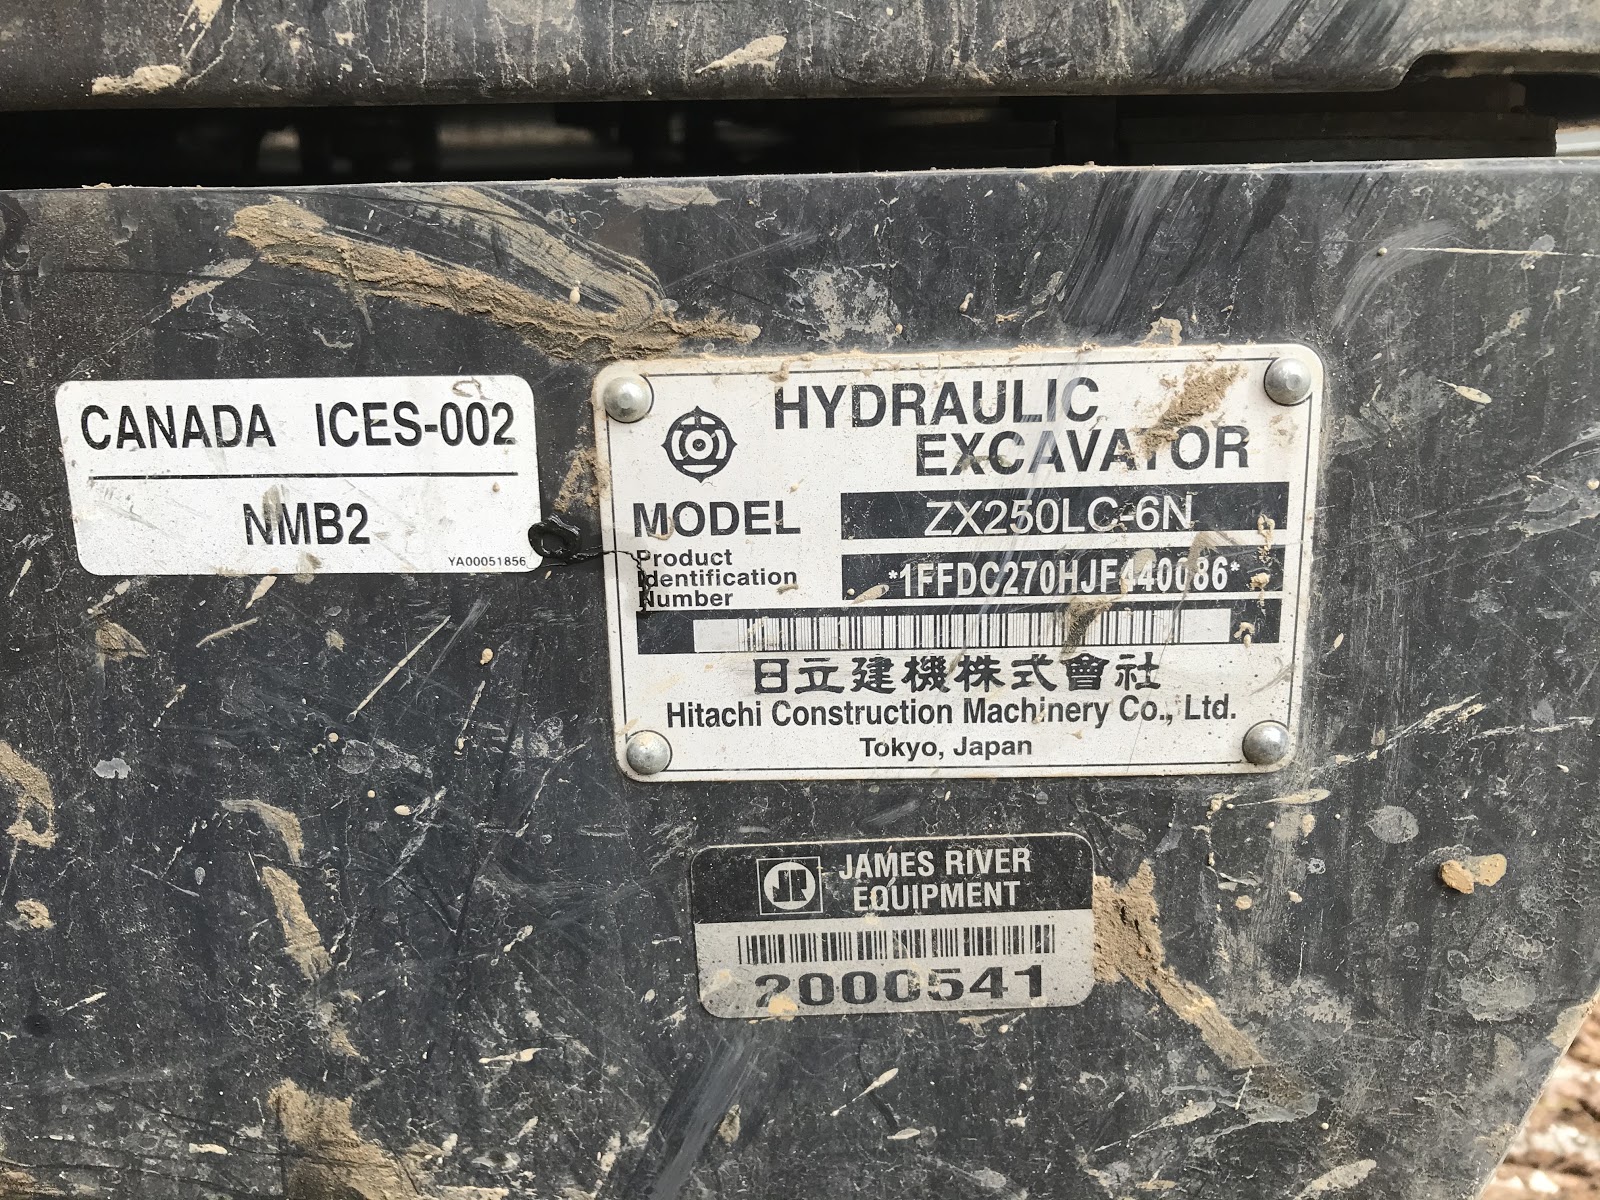 CANADA ICES-002
NMB2
YA00051856
HYDRAULIC
EXCAVATOR
MODEL ZX250LC-6N
Product
Identification
Number
*1FFDC270HJF440086*
日立建機株式會社
Hitachi Construction Machinery Co., Ltd.
Tokyo, Japan
JR JAMES RIVER
EQUIPMENT
2000541